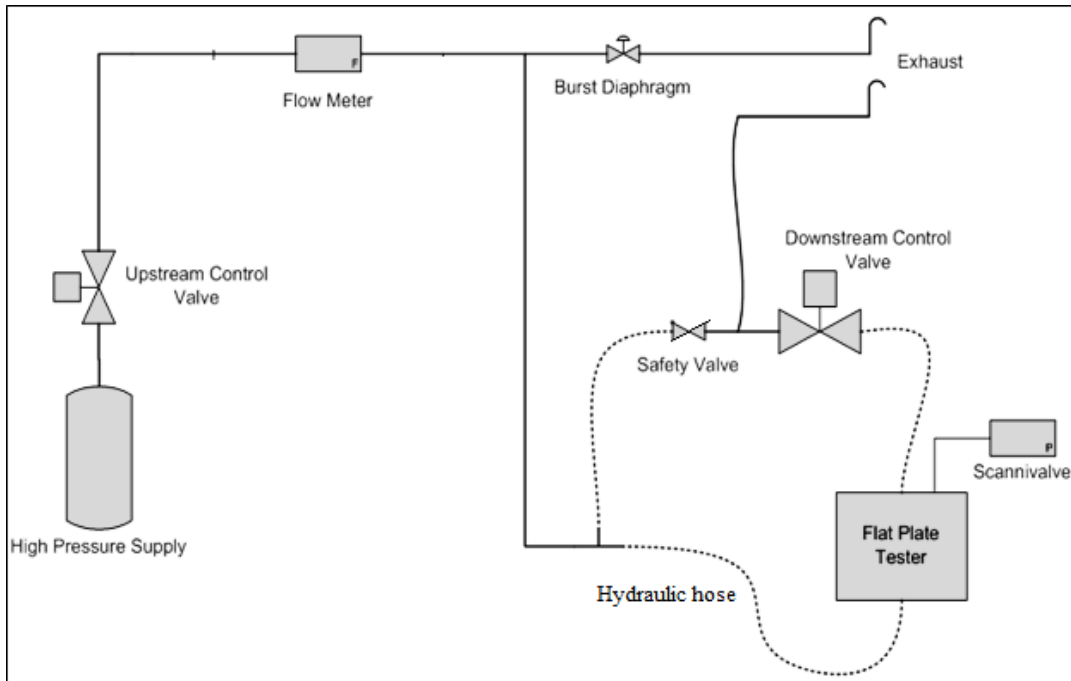 F
Flow Meter
Burst Diaphragm
Exhaust
Upstream Control
Valve
Downstream Control
Valve
Safety Valve
P
Scannivalve
High Pressure Supply
Flat Plate
Tester
Hydraulic hose